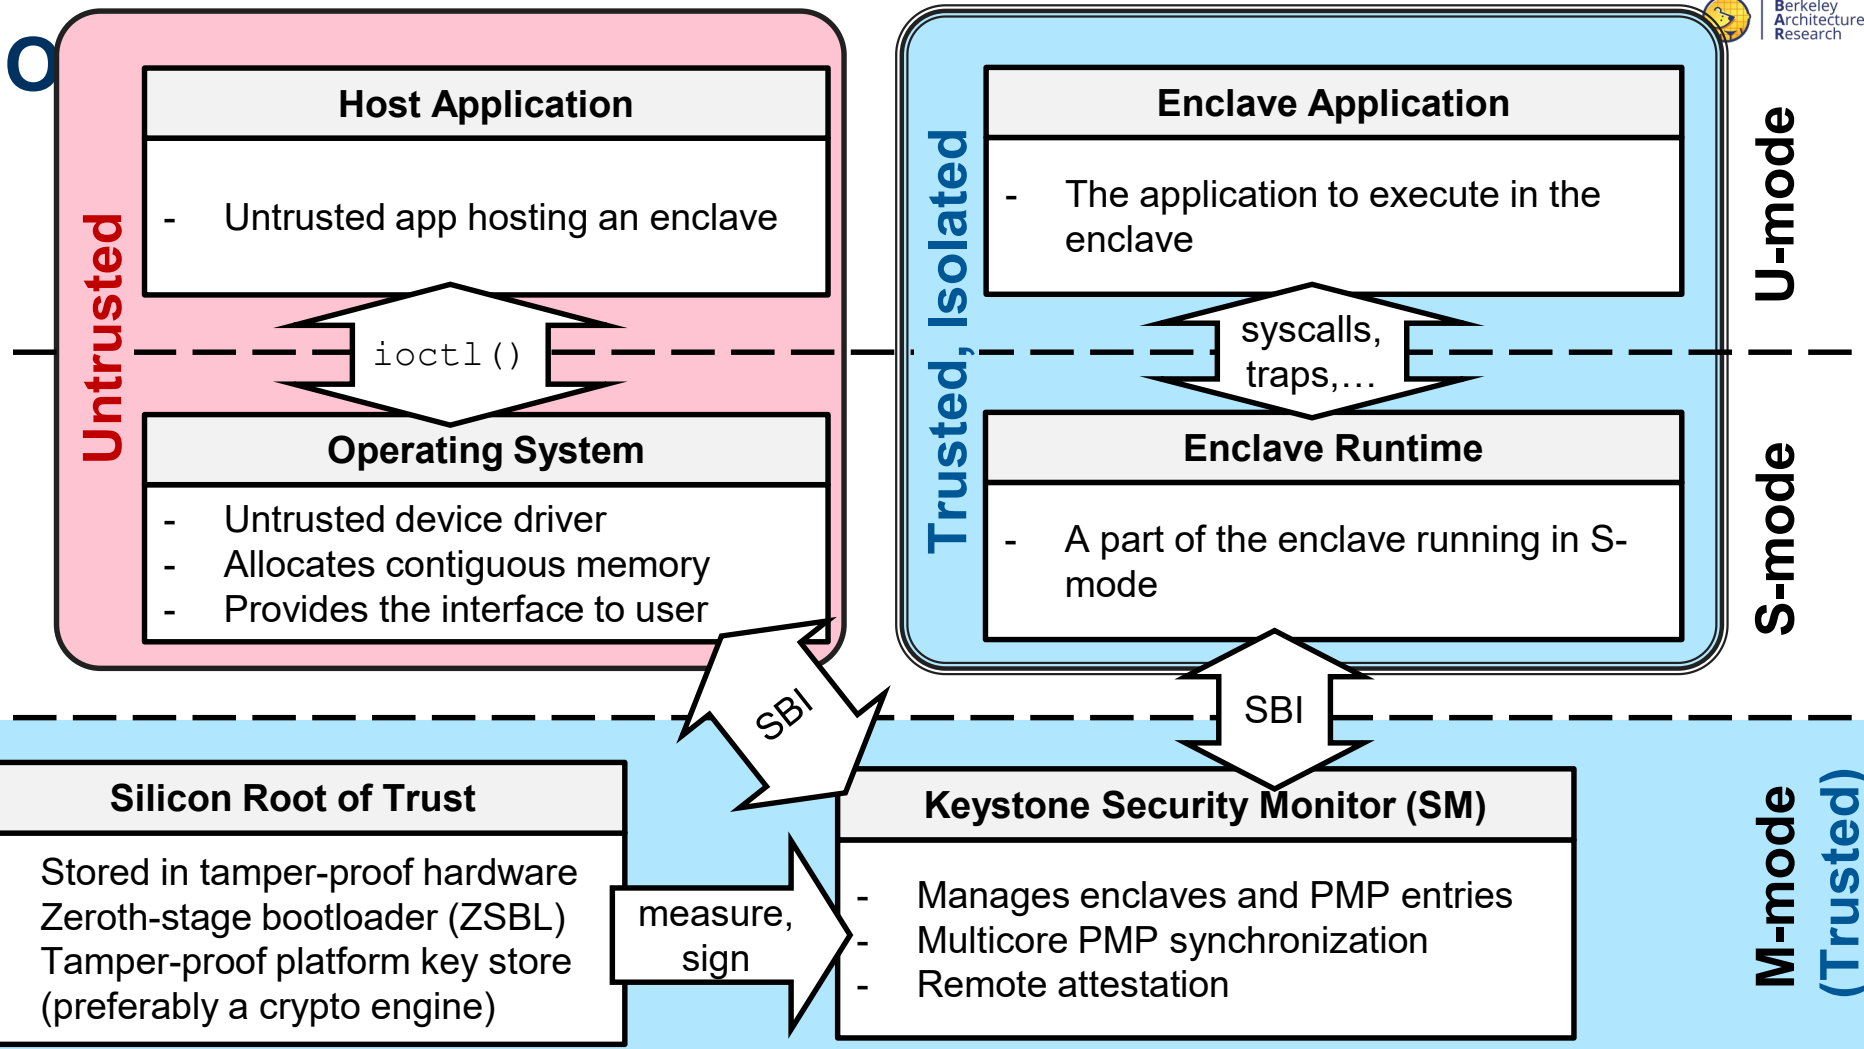 O
Berkeley
Architecture
Research
Untrusted
Host Application
- Untrusted app hosting an enclave
ioctl()
Operating System
- Untrusted device driver
- Allocates contiguous memory
- Provides the interface to user
Trusted, Isolated
Enclave Application
- The application to execute in the
enclave
syscalls,
traps,...
Enclave Runtime
- A part of the enclave running in S-
mode
U-mode
S-mode
SBI
SBI
Silicon Root of Trust
Stored in tamper-proof hardware
Zeroth-stage bootloader (ZSBL)
Tamper-proof platform key store
(preferably a crypto engine)
measure,
sign
Keystone Security Monitor (SM)
- Manages enclaves and PMP entries
- Multicore PMP synchronization
- Remote attestation
M-mode
(Trusted)